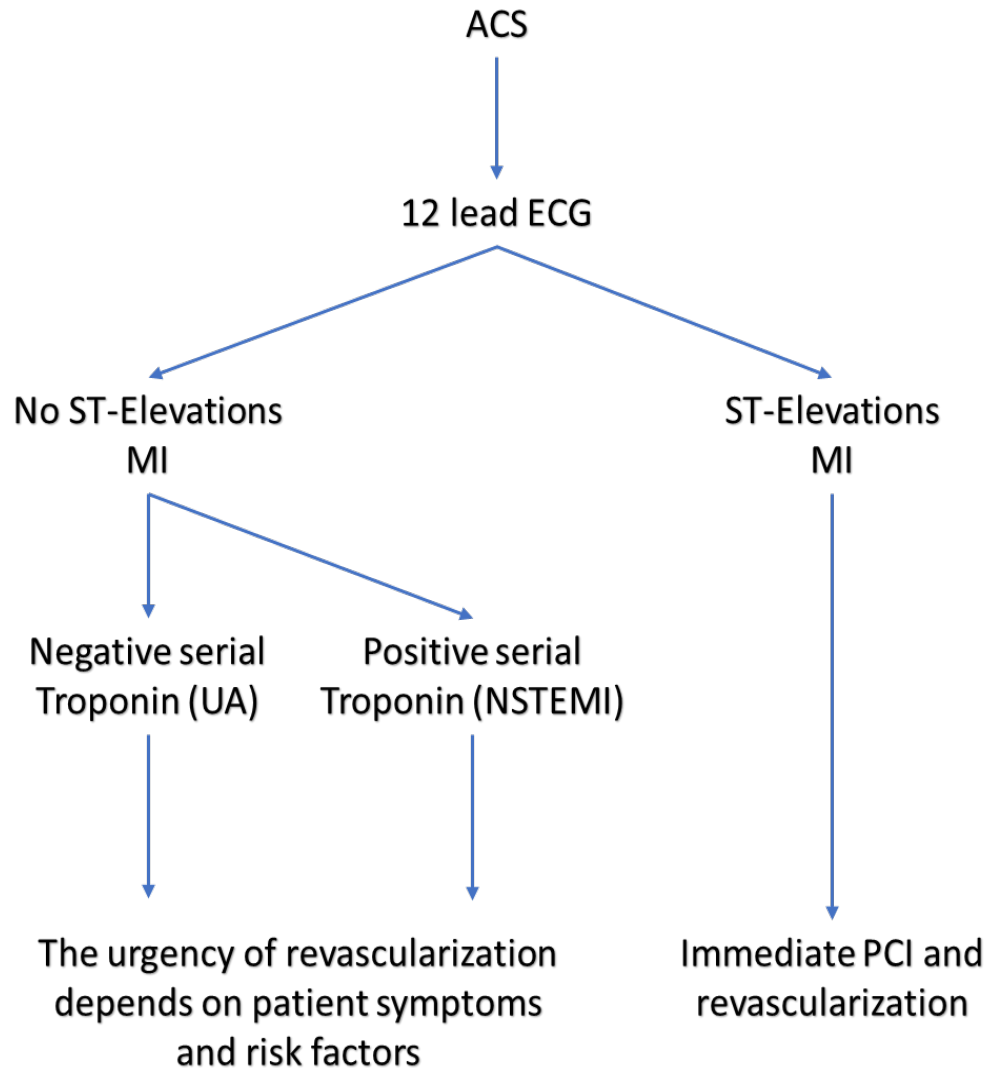 ACS
12 lead ECG
No ST-Elevations
MI
ST-Elevations
MI
Negative serial
Troponin (UA)
Positive serial
Troponin (NSTEMI)
The urgency of revascularization
depends on patient symptoms
and risk factors
Immediate PCI and
revascularization